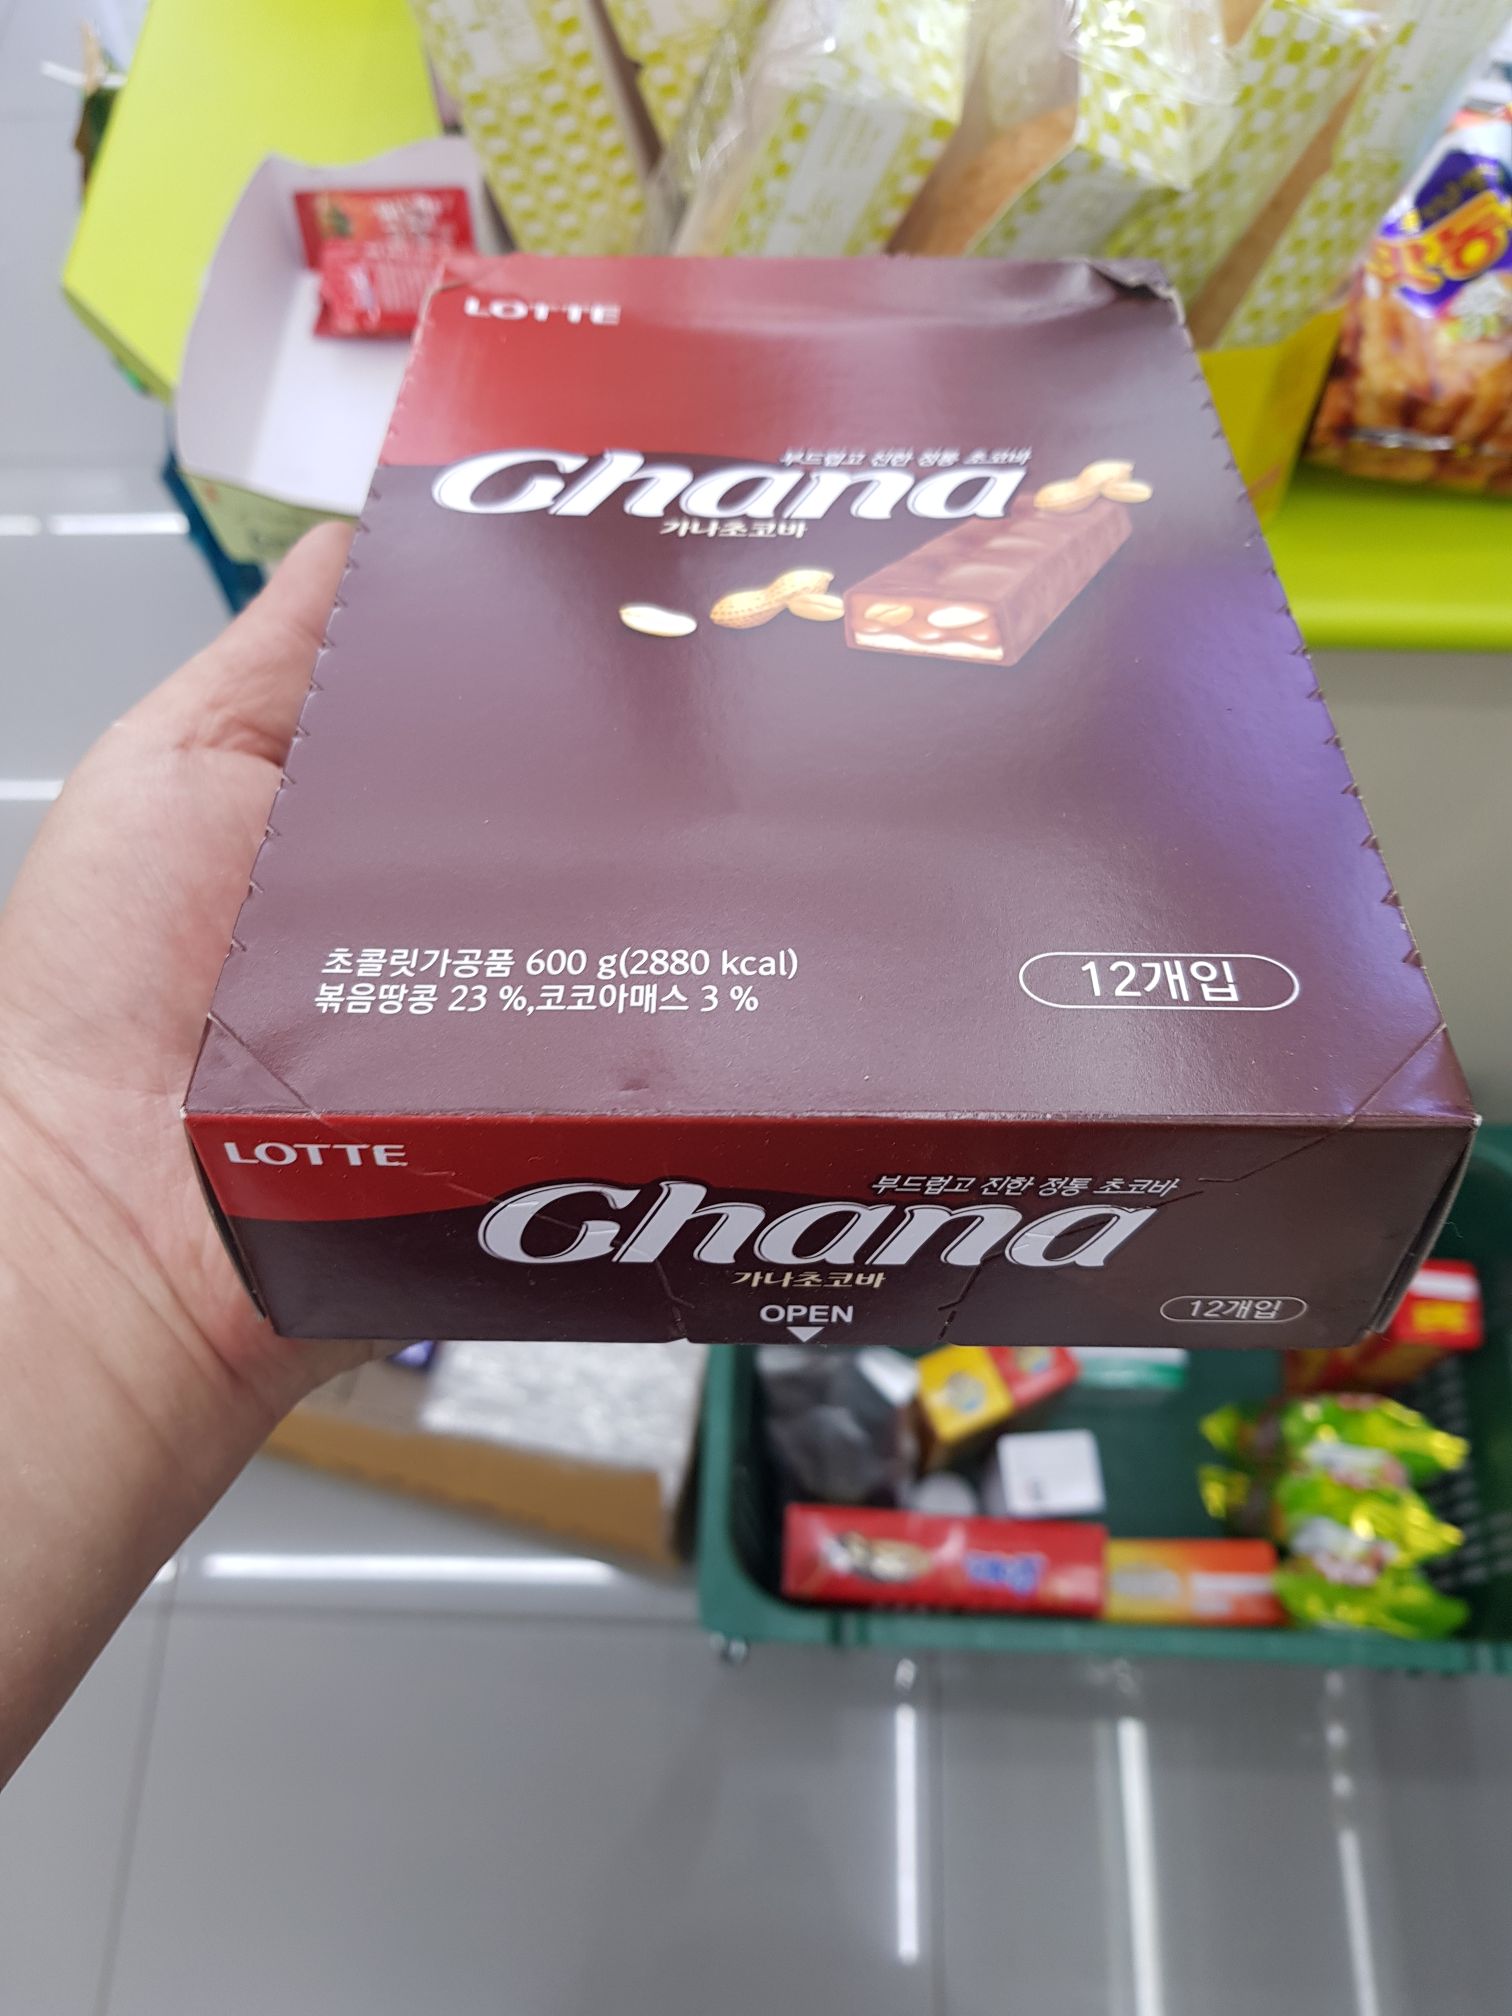 LOTTE
부드럽고 진한 정통 초코바
Ghana
가나초코바
초콜릿가공품 600 g(2880 kcal)
볶음땅콩 23 %,코코아매스 3 %
12개입
LOTTE
부드럽고 진한 정통 초코바
Ghana
가나초코바
OPEN
12개입